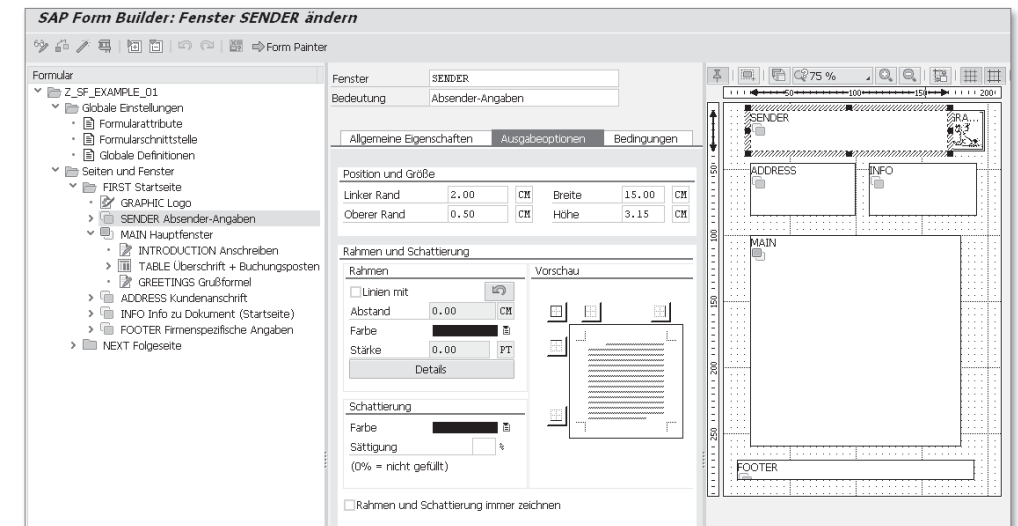 SAP Form Builder: Fenster SENDER ändern
Form Painter
Formular
Z_SF_EXAMPLE_01
Globale Einstellungen
Formularattribute
Formularschnittstelle
Globale Definitionen
Seiten und Fenster
FIRST Startseite
GRAPHIC Logo
SENDER Absender-Angaben
MAIN Hauptfenster
INTRODUCTION Anschreiben
TABLE Überschrift + Buchungsposten
GREETINGS Grußformel
ADDRESS Kundenanschrift
INFO Info zu Dokument (Startseite)
FOOTER Firmenspezifische Angaben
NEXT Folgeseite
Fenster SENDER
Bedeutung Absender-Angaben
Allgemeine Eigenschaften Ausgabeoptionen Bedingungen
Position und Größe
Linker Rand 2.00 CM Breite 15.00 CM
Oberer Rand 0.50 CM Höhe 3.15 CM
Rahmen und Schattierung
Rahmen Vorschau
Linien mit
Abstand 0.00 CM
Farbe
Stärke 0.00 PT
Details
Schattierung
Farbe
Sättigung %
(0% = nicht gefüllt)
Rahmen und Schattierung immer zeichnen
75 %
50 100 150 200
SENDER GRA...
ADDRESS INFO
MAIN
FOOTER
50
100
150
200
250